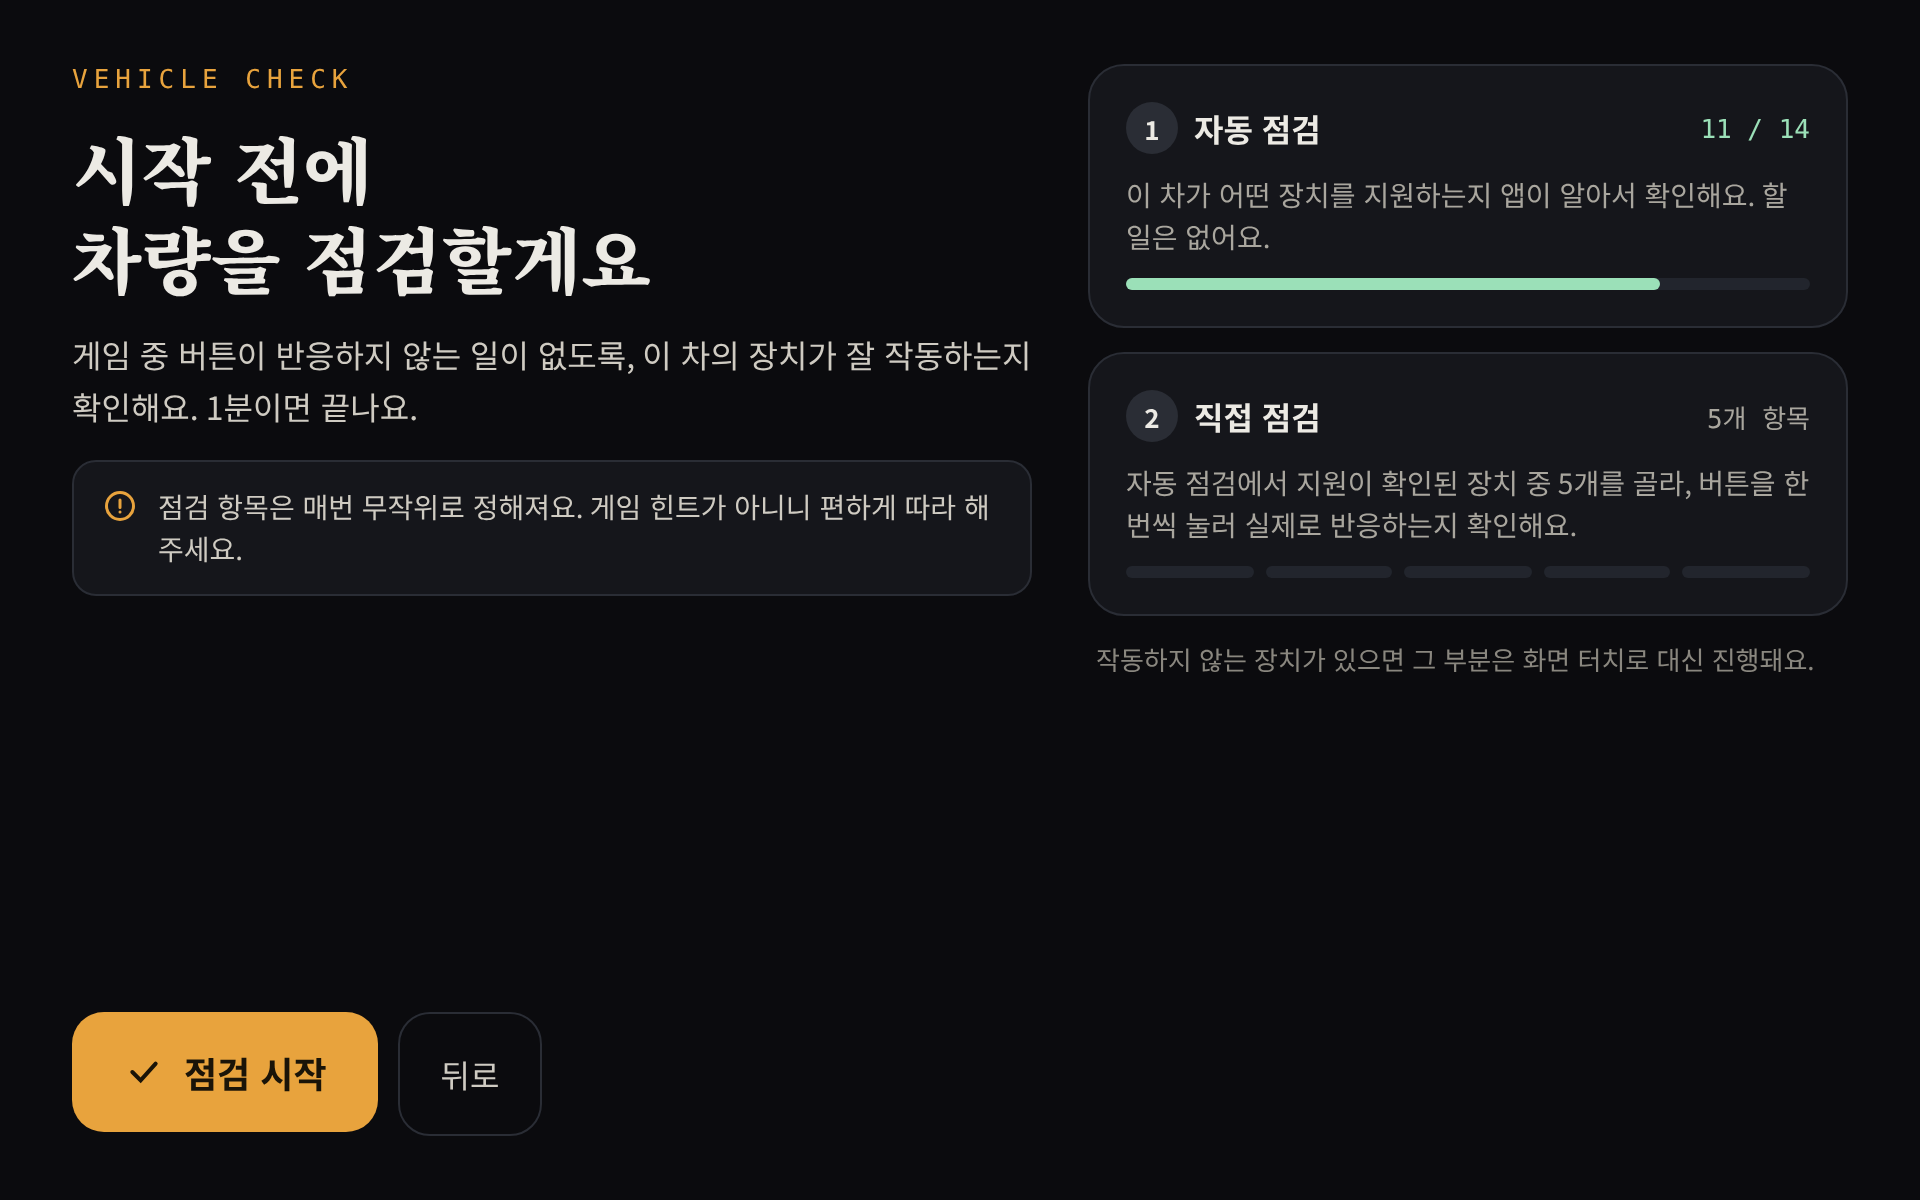 VEHICLE CHECK
시작 전에
차량을 점검할게요
게임 중 버튼이 반응하지 않는 일이 없도록, 이 차의 장치가 잘 작동하는지
확인해요. 1분이면 끝나요.
점검 항목은 매번 무작위로 정해져요. 게임 힌트가 아니니 편하게 따라 해
주세요.
점검 시작
뒤로
1 자동 점검 11 / 14
이 차가 어떤 장치를 지원하는지 앱이 알아서 확인해요. 할
일은 없어요.
2 직접 점검 5개 항목
자동 점검에서 지원이 확인된 장치 중 5개를 골라, 버튼을 한
번씩 눌러 실제로 반응하는지 확인해요.
작동하지 않는 장치가 있으면 그 부분은 화면 터치로 대신 진행돼요.